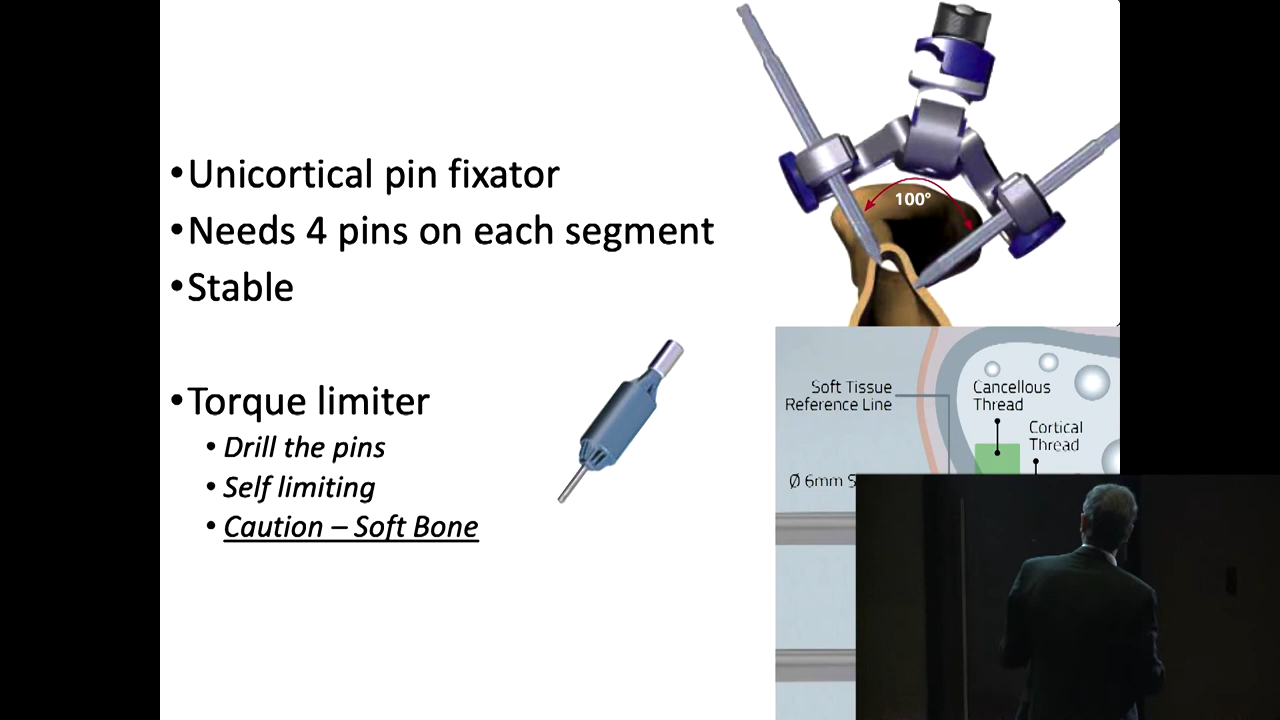 •Unicortical pin fixator
•Needs 4 pins on each segment
•Stable
•Torque limiter
• Drill the pins
• Self limiting
• Caution – Soft Bone
100°
Soft Tissue
Reference Line
Cancellous
Thread
Cortical
Thread
Ø 6mm